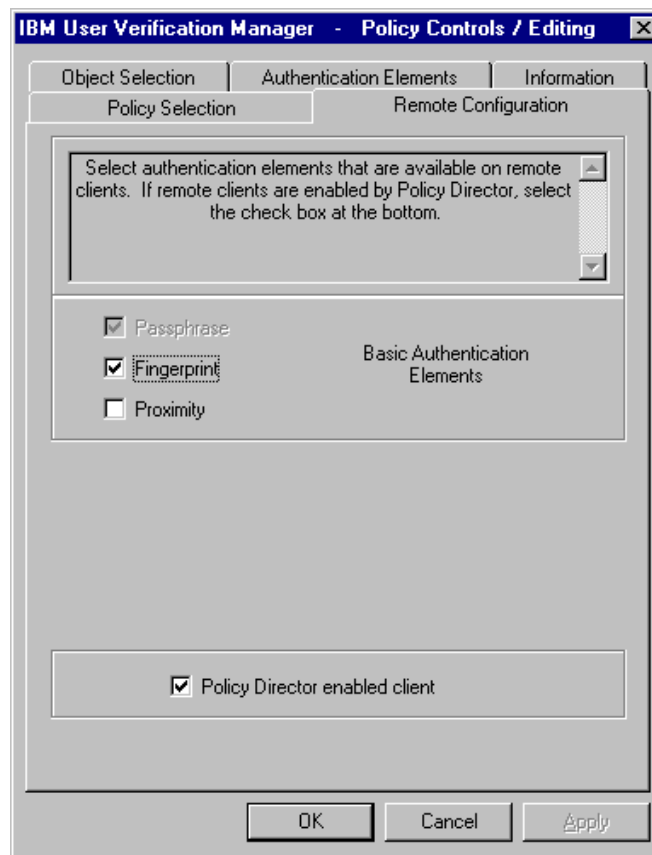 IBM User Verification Manager - Policy Controls / Editing
Object Selection
Authentication Elements
Information
Policy Selection
Remote Configuration
Select authentication elements that are available on remote
clients. If remote clients are enabled by Policy Director, select
the check box at the bottom.
Passphrase
Fingerprint
Proximity
Basic Authentication
Elements
Policy Director enabled client
OK
Cancel
Apply